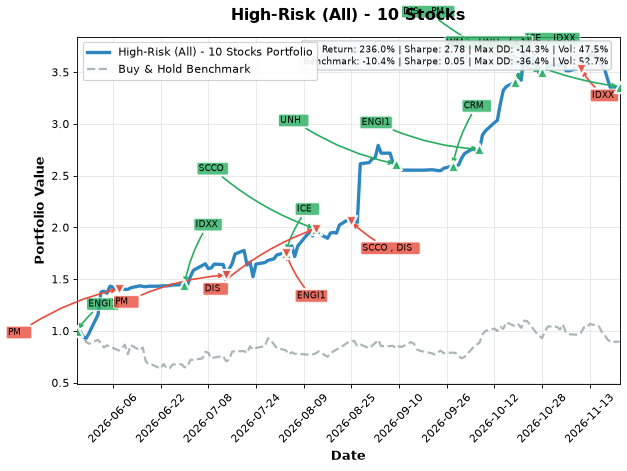 High-Risk (All) - 10 Stocks
High-Risk (All) - 10 Stocks Portfolio
Buy & Hold Benchmark
Return: 236.0% | Sharpe: 2.78 | Max DD: -14.3% | Vol: 47.5%
Benchmark: -10.4% | Sharpe: 0.05 | Max DD: -36.4% | Vol: 52.7%
IDXX
CRM
UNH
ENGI1
SCCO
ICE
IDXX
SCCO , DIS
DIS
ENGI1
PM
PM
Portfolio Value
3.5
3.0
2.5
2.0
1.5
1.0
0.5
2026-06-06
2026-06-22
2026-07-08
2026-07-24
2026-08-09
2026-08-25
2026-09-10
2026-09-26
2026-10-12
2026-10-28
2026-11-13
Date